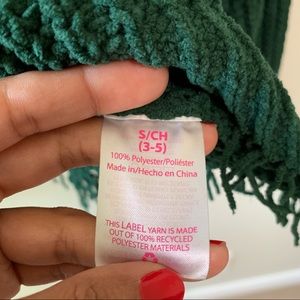 S/CH
(3-5)
100% Polyester/Poliéster
Made in/Hecho en China
THIS LABEL YARN IS MADE
OUT OF 100% RECYCLED
POLYESTER MATERIALS